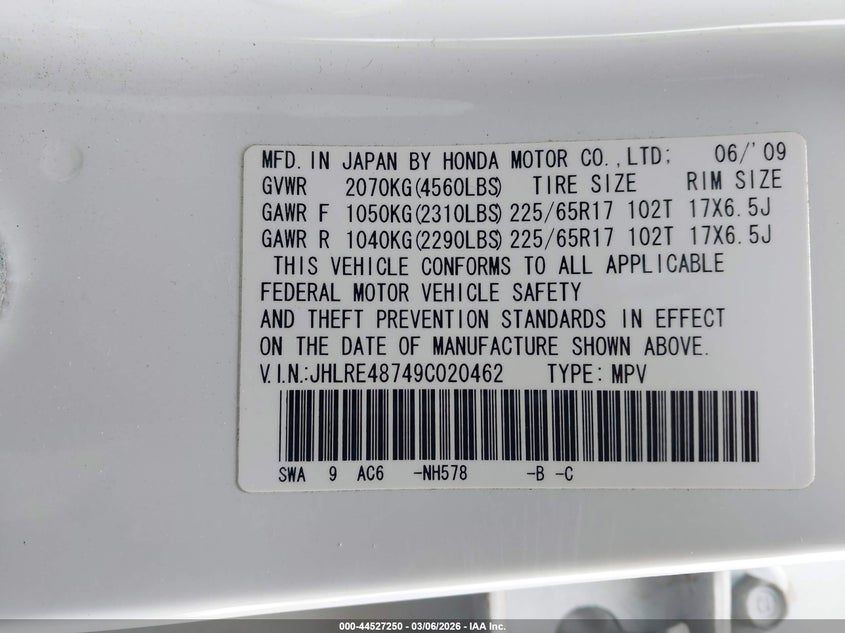 MFD. IN JAPAN BY HONDA MOTOR CO.,LTD; 06/'09
GVWR 2070KG(4560LBS) TIRE SIZE RIM SIZE
GAWR F 1050KG(2310LBS) 225/65R17 102T 17X6.5J
GAWR R 1040KG(2290LBS) 225/65R17 102T 17X6.5J
THIS VEHICLE CONFORMS TO ALL APPLICABLE
FEDERAL MOTOR VEHICLE SAFETY
AND THEFT PREVENTION STANDARDS IN EFFECT
ON THE DATE OF MANUFACTURE SHOWN ABOVE.
V.I.N.:JHLRE48749C020462 TYPE: MPV
SWA 9 AC6 -NH578 -B -C
000-44527250 - 03/06/2026 - IAA, Inc.